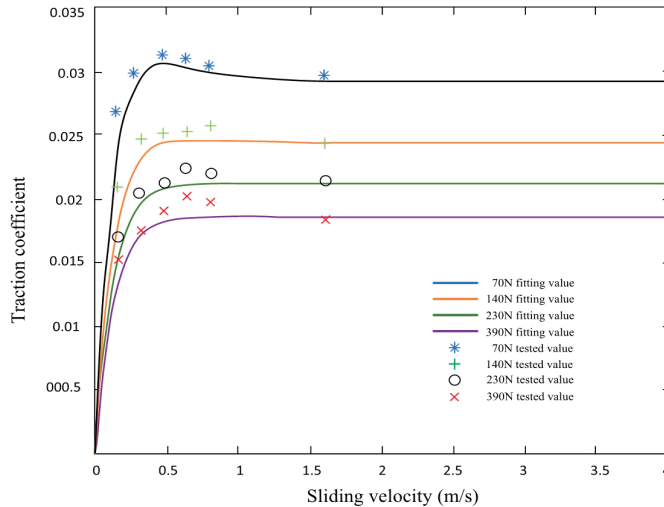 Traction coefficient
0.035
0.03
0.025
0.02
0.015
0.01
000.5
0
0.5
1
1.5
2
2.5
3
3.5
4
Sliding velocity (m/s)
70N fitting value
140N fitting value
230N fitting value
390N fitting value
70N tested value
140N tested value
230N tested value
390N tested value